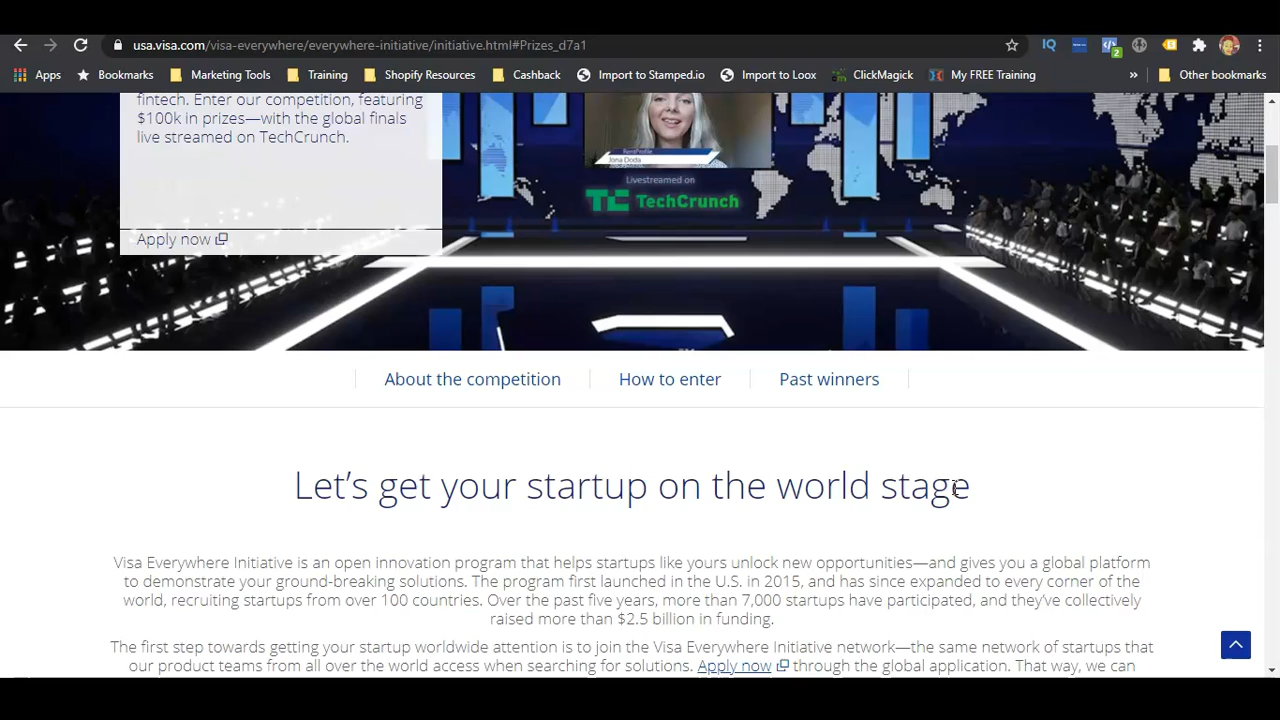 usa.visa.com/visa-everywhere/everywhere-initiative/initiative.html#Prizes_d7a1
IQ
2
Apps
Bookmarks
Marketing Tools
Training
Shopify Resources
Cashback
Import to Stamped.io
Import to Loox
ClickMagick
My FREE Training
»
Other bookmarks
fintech. Enter our competition, featuring
$100k in prizes—with the global finals
live streamed on TechCrunch.
Apply now
RentProfile
Jona Doda
Livestreamed on
TC TechCrunch
About the competition
How to enter
Past winners
Let's get your startup on the world stage
Visa Everywhere Initiative is an open innovation program that helps startups like yours unlock new opportunities—and gives you a global platform
to demonstrate your ground-breaking solutions. The program first launched in the U.S. in 2015, and has since expanded to every corner of the
world, recruiting startups from over 100 countries. Over the past five years, more than 7,000 startups have participated, and they've collectively
raised more than $2.5 billion in funding.
The first step towards getting your startup worldwide attention is to join the Visa Everywhere Initiative network—the same network of startups that
our product teams from all over the world access when searching for solutions. Apply now through the global application. That way, we can